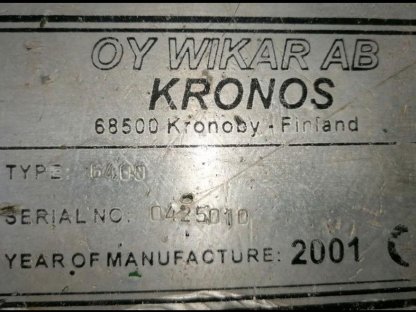 OY WIKAR AB
KRONOS
68500 Kronoby - Finland
TYPE:
SERIAL NO: 0425010
YEAR OF MANUFACTURE: 2001